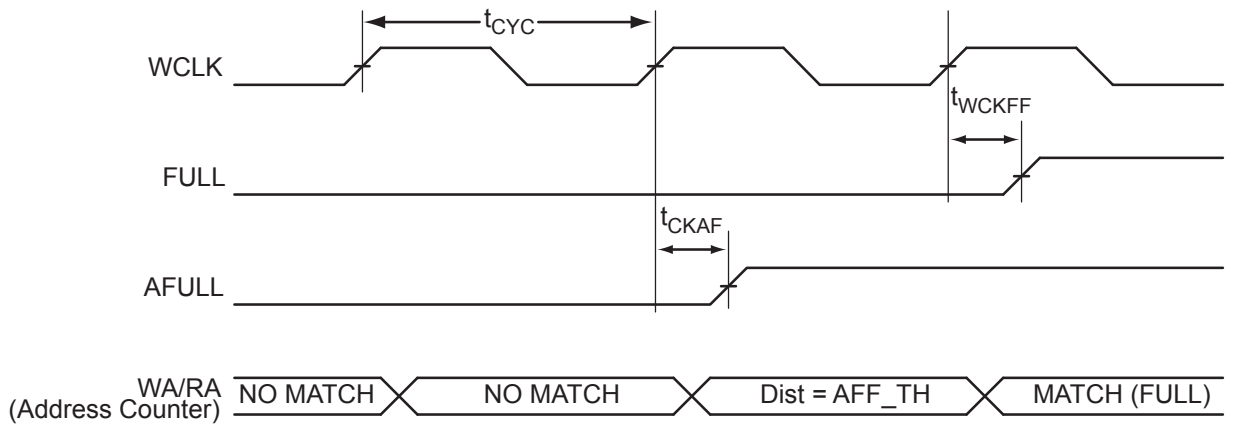 tCYC
WCLK
tWCKFF
FULL
tCKAF
AFULL
WA/RA
(Address Counter)
NO MATCH
NO MATCH
Dist = AFF_TH
MATCH (FULL)